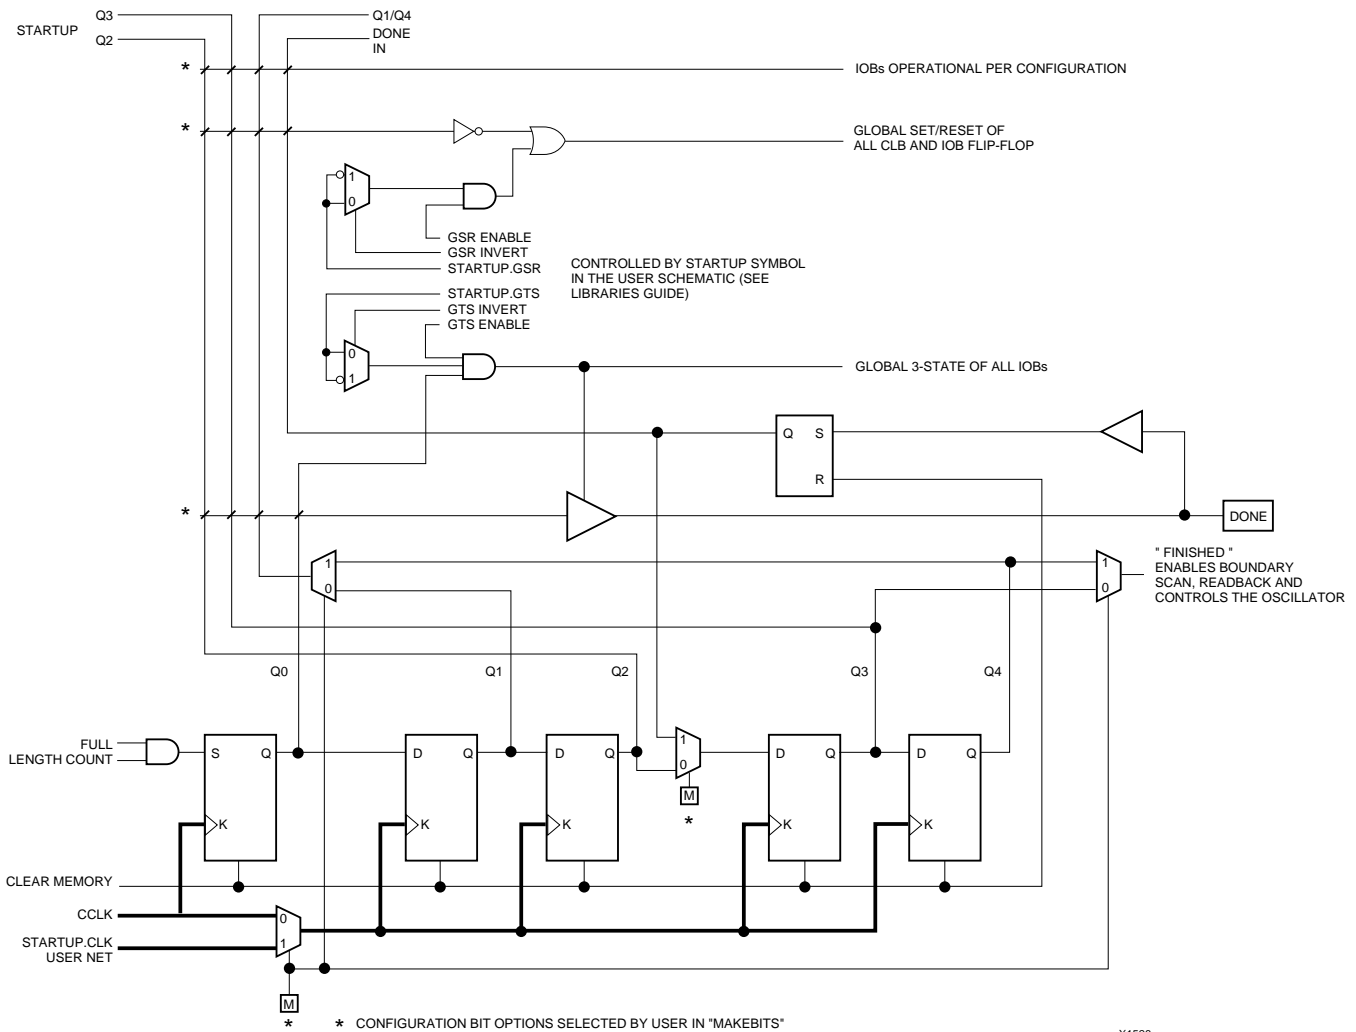 Q3
STARTUP
Q2
Q1/Q4
DONE
IN
*
IOBs OPERATIONAL PER CONFIGURATION
*
GLOBAL SET/RESET OF
ALL CLB AND IOB FLIP-FLOP
1
0
GSR ENABLE
GSR INVERT
STARTUP.GSR
CONTROLLED BY STARTUP SYMBOL
IN THE USER SCHEMATIC (SEE
LIBRARIES GUIDE)
STARTUP.GTS
GTS INVERT
GTS ENABLE
0
1
GLOBAL 3-STATE OF ALL IOBs
Q S
R
*
DONE
1
0
1
0
" FINISHED "
ENABLES BOUNDARY
SCAN, READBACK AND
CONTROLS THE OSCILLATOR
Q0
Q1
Q2
Q3
Q4
FULL
LENGTH COUNT
S Q
K
D Q
K
D Q
K
1
0
M
*
D Q
K
D Q
K
CLEAR MEMORY
CCLK
STARTUP.CLK
USER NET
0
1
M
*
* CONFIGURATION BIT OPTIONS SELECTED BY USER IN "MAKEBITS"